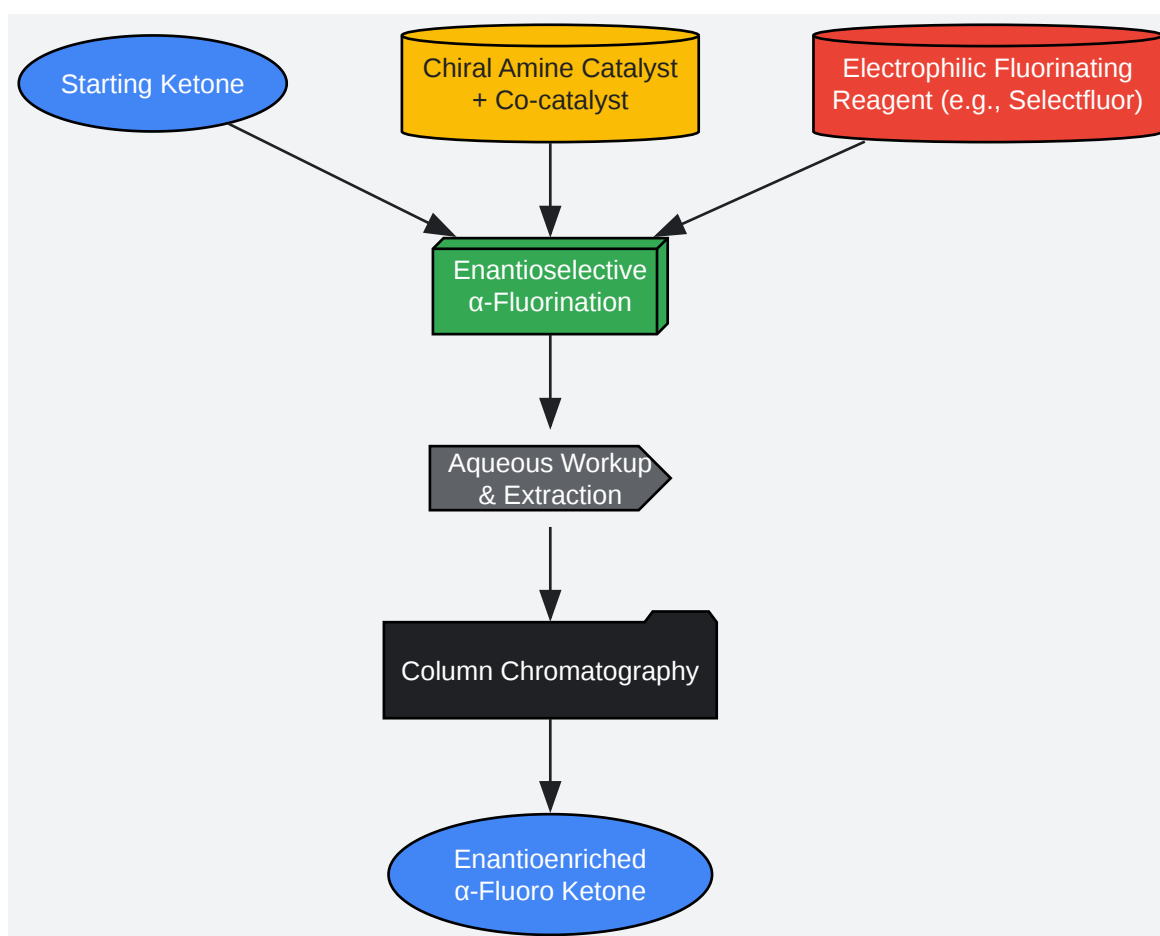 Starting Ketone
Chiral Amine Catalyst
+ Co-catalyst
Electrophilic Fluorinating
Reagent (e.g., Selectfluor)
Enantioselective
α-Fluorination
Aqueous Workup
& Extraction
Column Chromatography
Enantioenriched
α-Fluoro Ketone